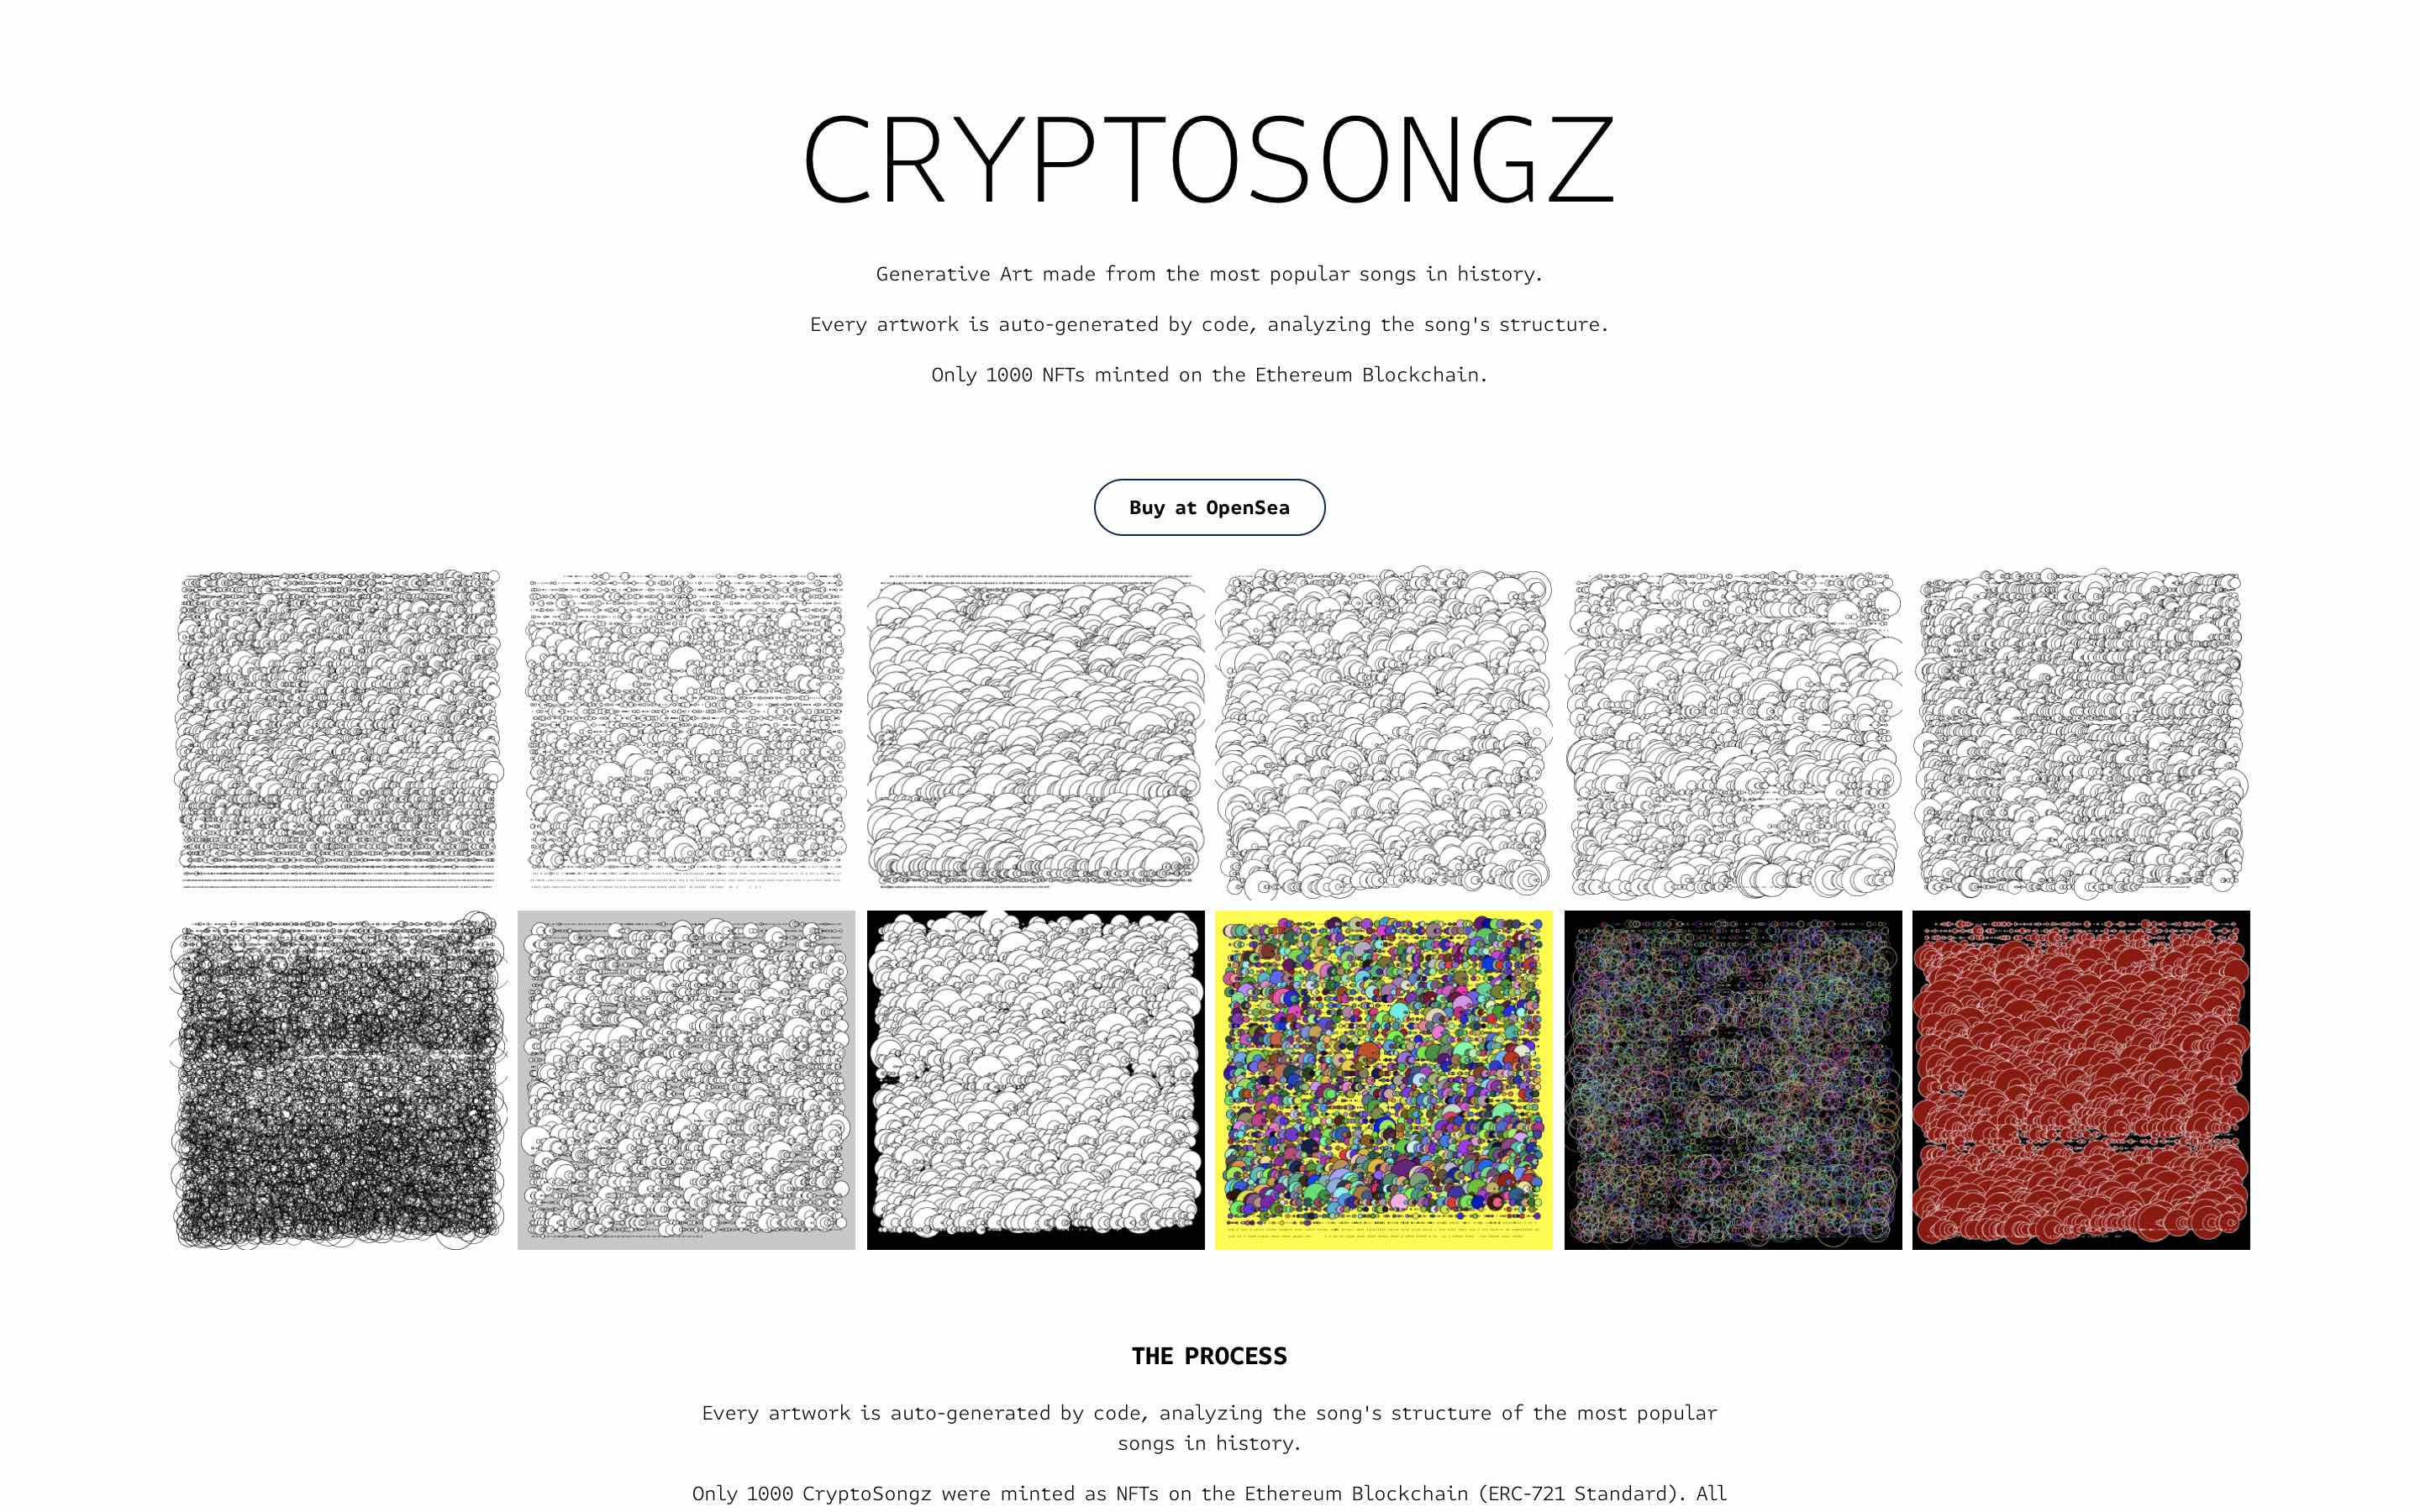 CRYPTOSONGZ
Generative Art made from the most popular songs in history.
Every artwork is auto-generated by code, analyzing the song's structure.
Only 1000 NFTs minted on the Ethereum Blockchain.
Buy at OpenSea
THE PROCESS
Every artwork is auto-generated by code, analyzing the song's structure of the most popular
songs in history.
Only 1000 CryptoSongz were minted as NFTs on the Ethereum Blockchain (ERC-721 Standard). All